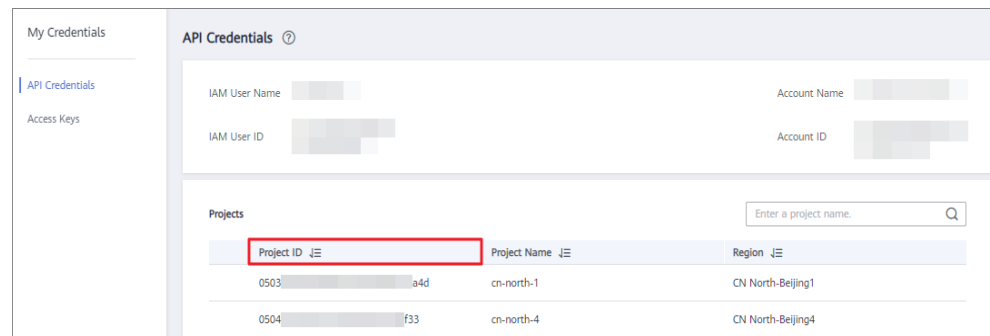 My Credentials
API Credentials
Access Keys
API Credentials ?
IAM User Name
Account Name
IAM User ID
Account ID
Projects
Enter a project name.
Project ID Project Name Region
0503 a4d cn-north-1 CN North-Beijing1
0504 f33 cn-north-4 CN North-Beijing4